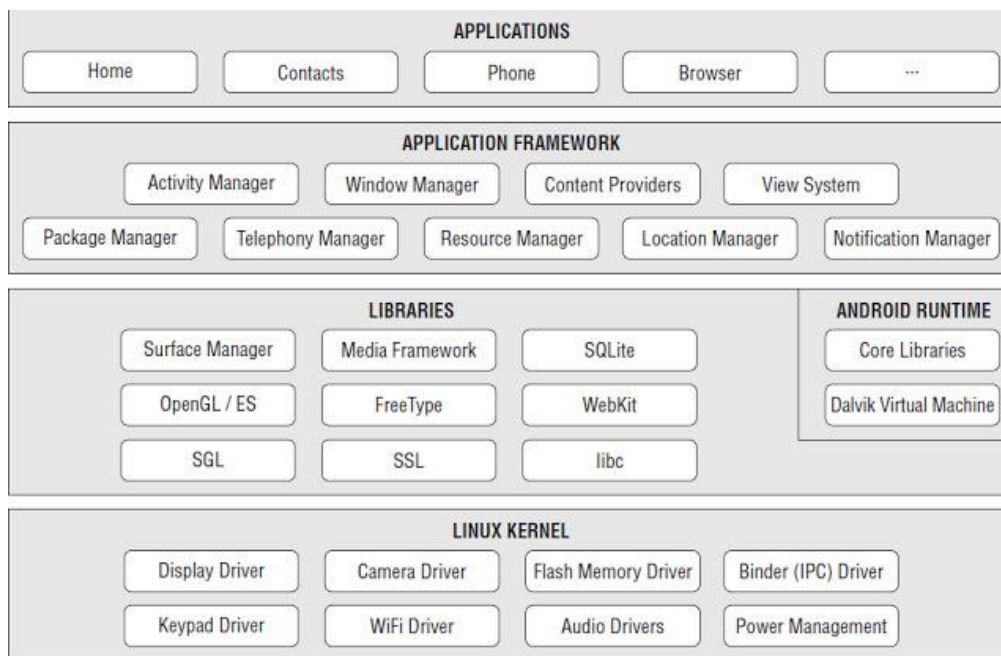 APPLICATIONS
Home Contacts Phone Browser ...
APPLICATION FRAMEWORK
Activity Manager Window Manager Content Providers View System
Package Manager Telephony Manager Resource Manager Location Manager Notification Manager
LIBRARIES ANDROID RUNTIME
Surface Manager Media Framework SQLite Core Libraries
OpenGL / ES FreeType WebKit Dalvik Virtual Machine
SGL SSL libc
LINUX KERNEL
Display Driver Camera Driver Flash Memory Driver Binder (IPC) Driver
Keypad Driver WiFi Driver Audio Drivers Power Management